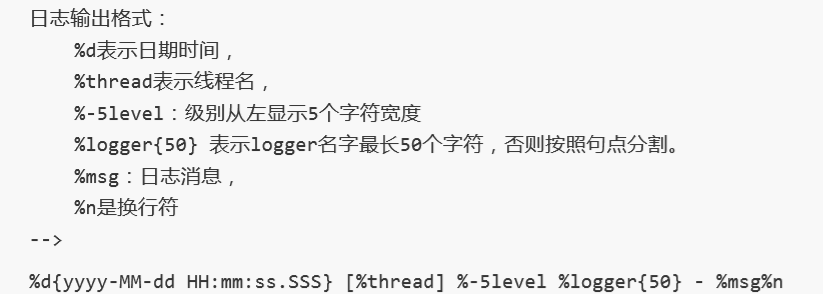 日志输出格式：
%d表示日期时间，
%thread表示线程名，
%-5level：级别从左显示5个字符宽度
%logger{50} 表示logger名字最长50个字符，否则按照句点分割。
%msg：日志消息，
%n是换行符
-->
%d{yyyy-MM-dd HH:mm:ss.SSS} [%thread] %-5level %logger{50} - %msg%n